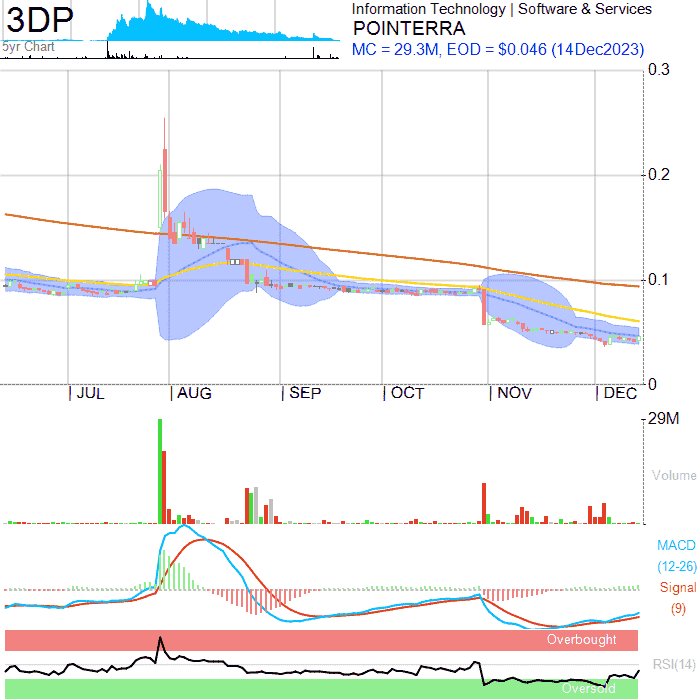 3DP
5yr Chart
Information Technology | Software & Services
POINTERRA
MC = 29.3M, EOD = $0.046 (14Dec2023)
0.3
0.2
0.1
0
| JUL | AUG | SEP | OCT | NOV | DEC
29M
Volume
MACD
(12-26)
Signal
(9)
Overbought
RSI(14)
Oversold